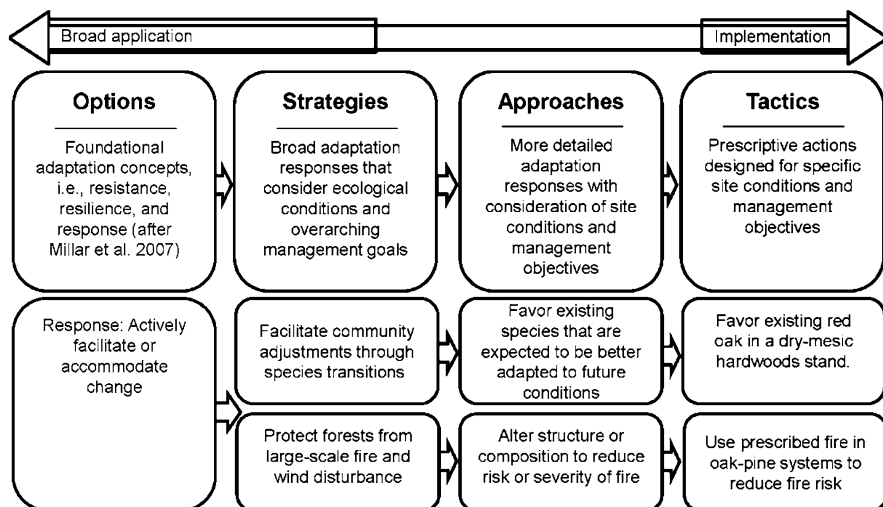 Broad application
Implementation
Options
Foundational
adaptation concepts,
i.e., resistance,
resilience, and
response (after
Millar et al. 2007)
Strategies
Broad adaptation
responses that
consider ecological
conditions and
overarching
management goals
Approaches
More detailed
adaptation
responses with
consideration of site
conditions and
management
objectives
Tactics
Prescriptive actions
designed for specific
site conditions and
management
objectives
Response: Actively
facilitate or
accommodate
change
Facilitate community
adjustments through
species transitions
Favor existing
species that are
expected to be better
adapted to future
conditions
Favor existing red
oak in a dry-mesic
hardwoods stand.
Protect forests from
large-scale fire and
wind disturbance
Alter structure or
composition to reduce
risk or severity of fire
Use prescribed fire in
oak-pine systems to
reduce fire risk